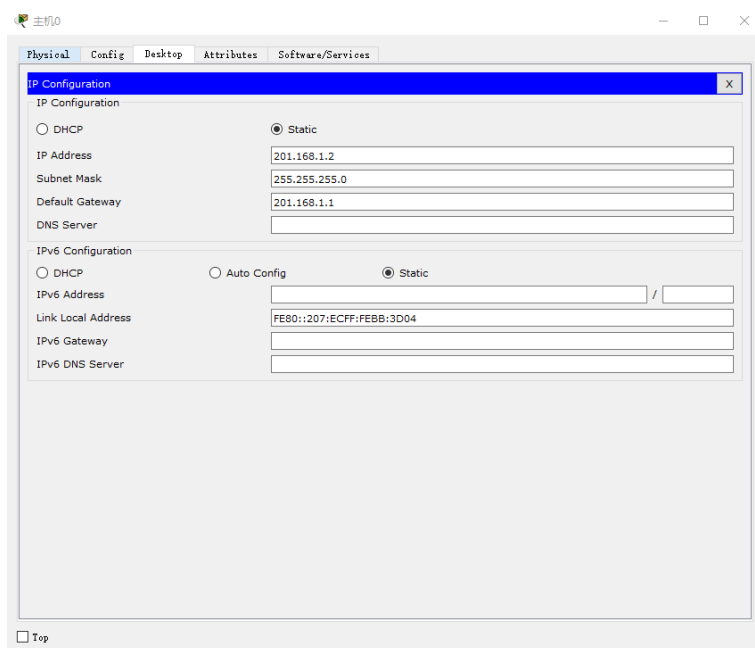 主机0
Physical Config Desktop Attributes Software/Services
IP Configuration X
IP Configuration
DHCP Static
IP Address 201.168.1.2
Subnet Mask 255.255.255.0
Default Gateway 201.168.1.1
DNS Server
IPv6 Configuration
DHCP Auto Config Static
IPv6 Address /
Link Local Address FE80::207:ECFF:FEBB:3D04
IPv6 Gateway
IPv6 DNS Server
Top